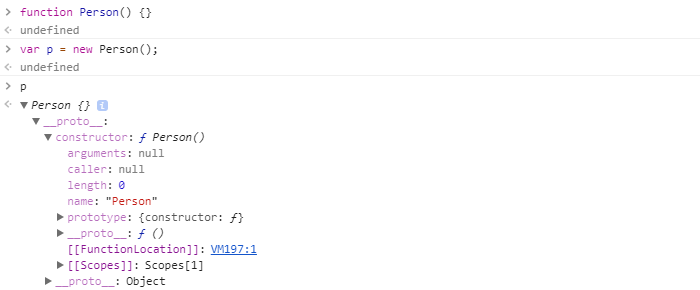 > function Person() {}
< undefined
> var p = new Person();
< undefined
> p
< ▼ Person {} i
▼ __proto__:
▼ constructor: ƒ Person()
arguments: null
caller: null
length: 0
name: "Person"
▶ prototype: {constructor: ƒ}
▶ __proto__: ƒ ()
[[FunctionLocation]]: VM197:1
▶ [[Scopes]]: Scopes[1]
▶ __proto__: Object